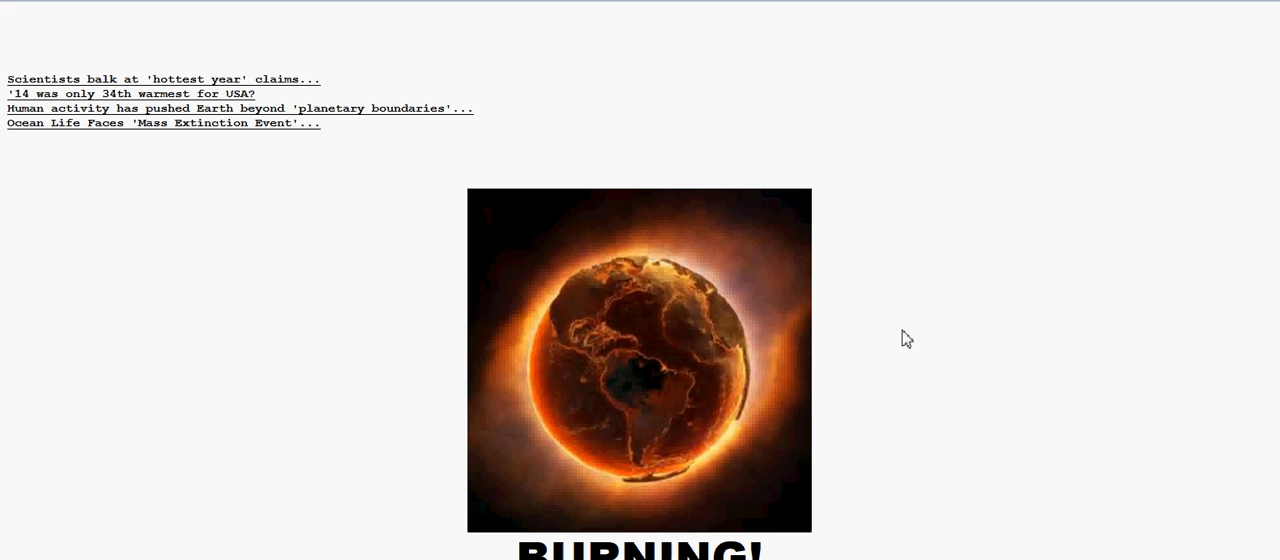 Scientists balk at 'hottest year' claims...
'14 was only 34th warmest for USA?
Human activity has pushed Earth beyond 'planetary boundaries'...
Ocean Life Faces 'Mass Extinction Event'...
BURNING!